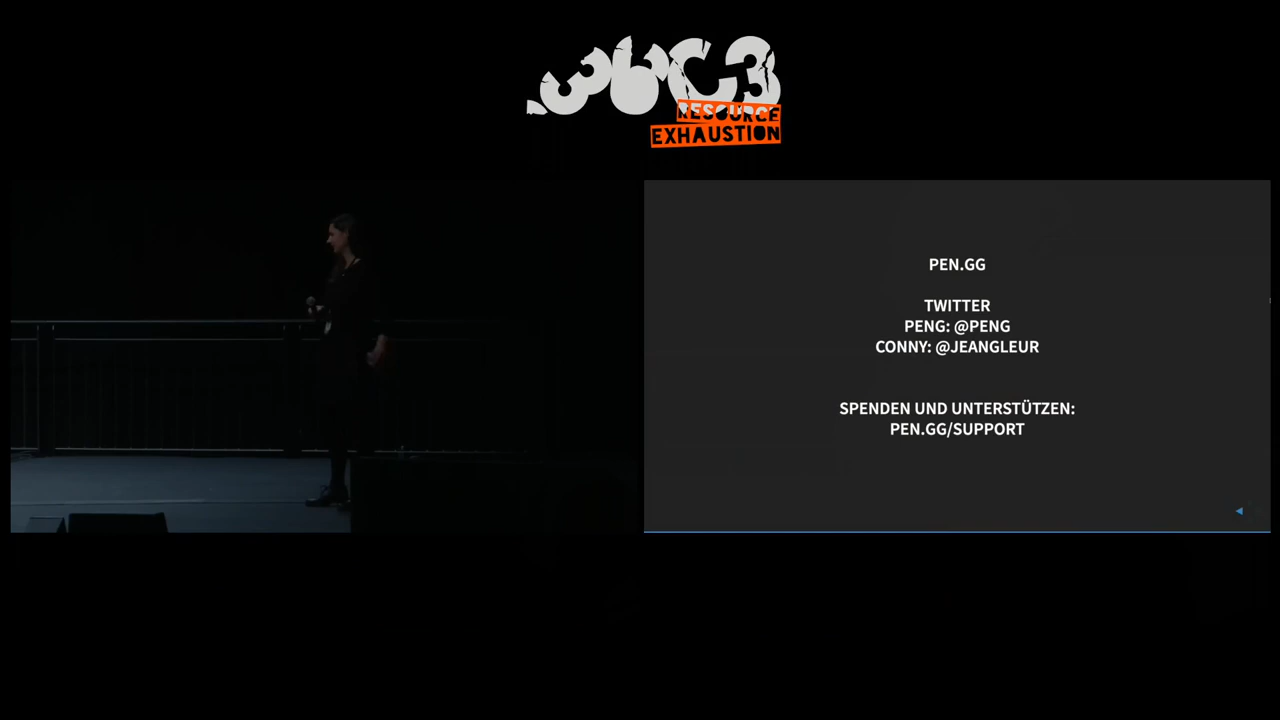 36C3
RESOURCE
EXHAUSTION
PEN.GG
TWITTER
PENG: @PENG
CONNY: @JEANGLEUR
SPENDEN UND UNTERSTÜTZEN:
PEN.GG/SUPPORT